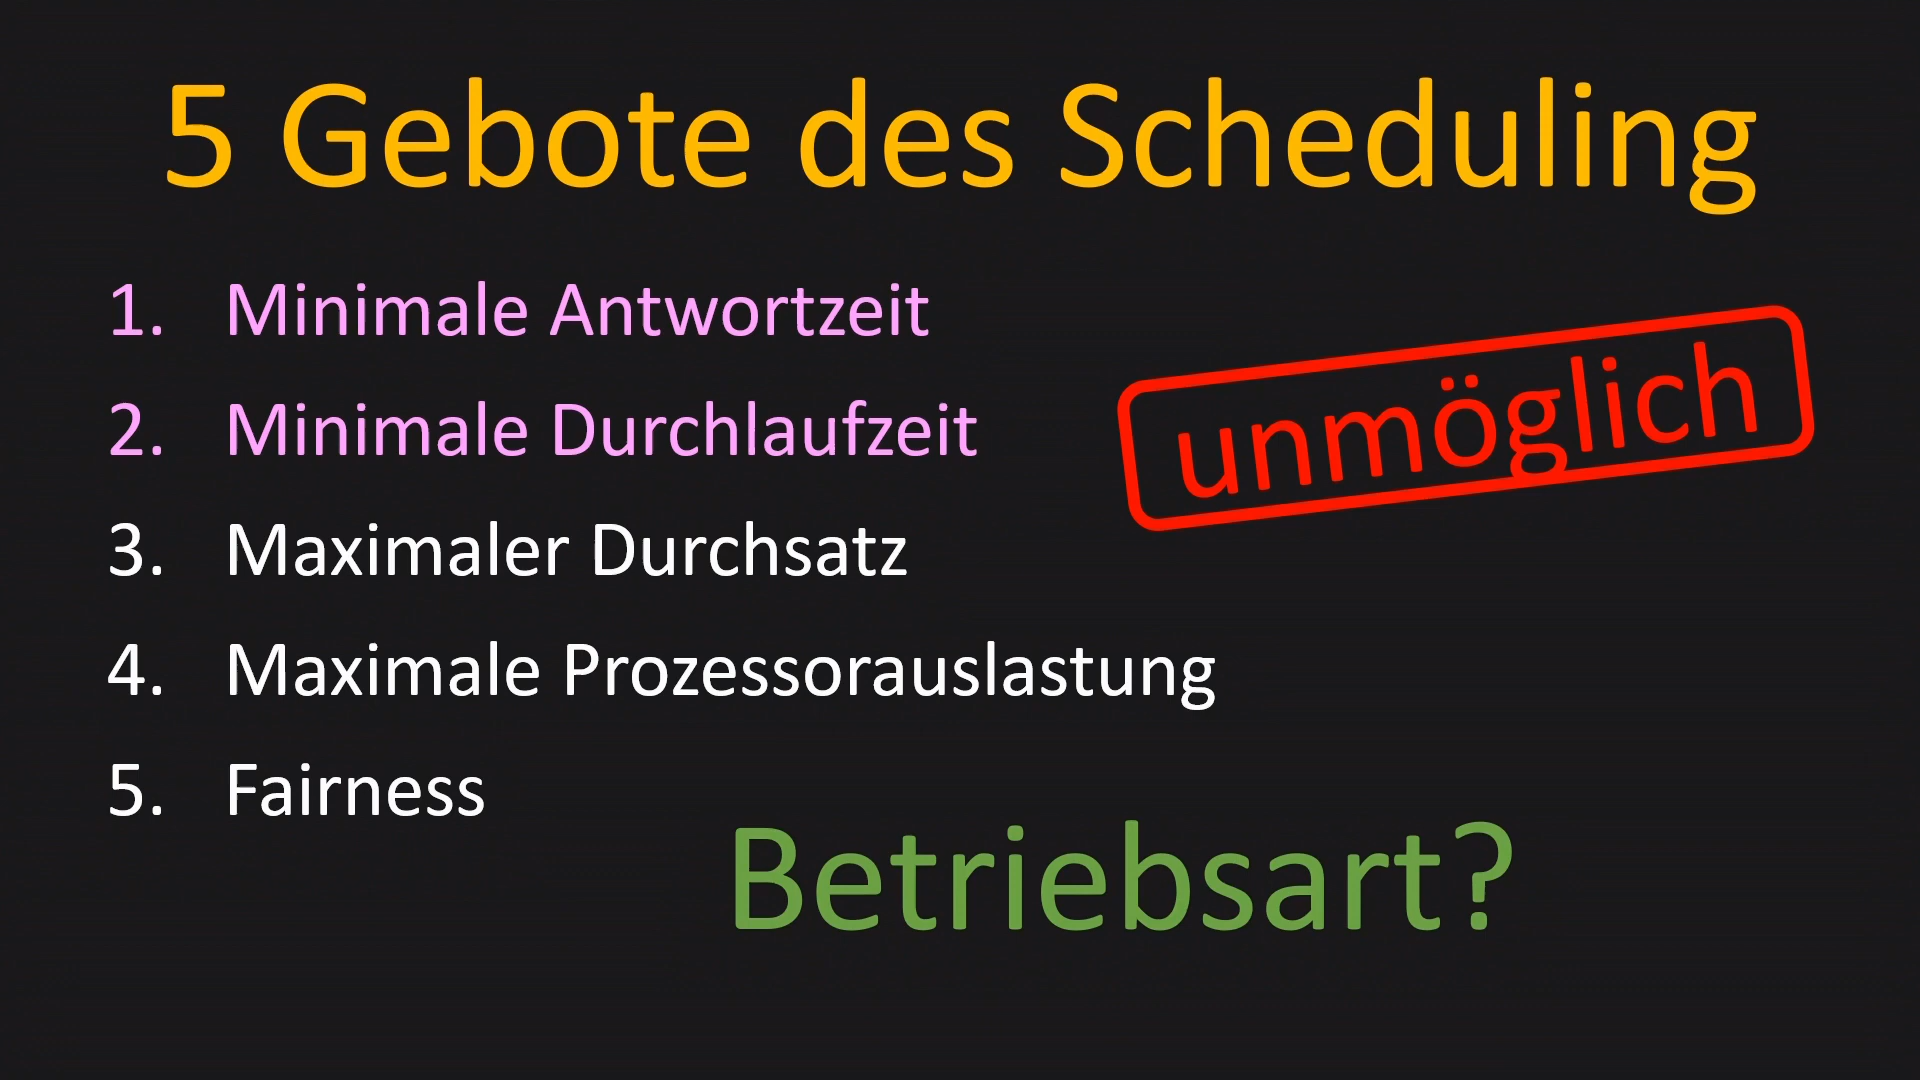 5 Gebote des Scheduling
1. Minimale Antwortzeit
2. Minimale Durchlaufzeit
unmöglich
3. Maximaler Durchsatz
4. Maximale Prozessorauslastung
5. Fairness
Betriebsart?